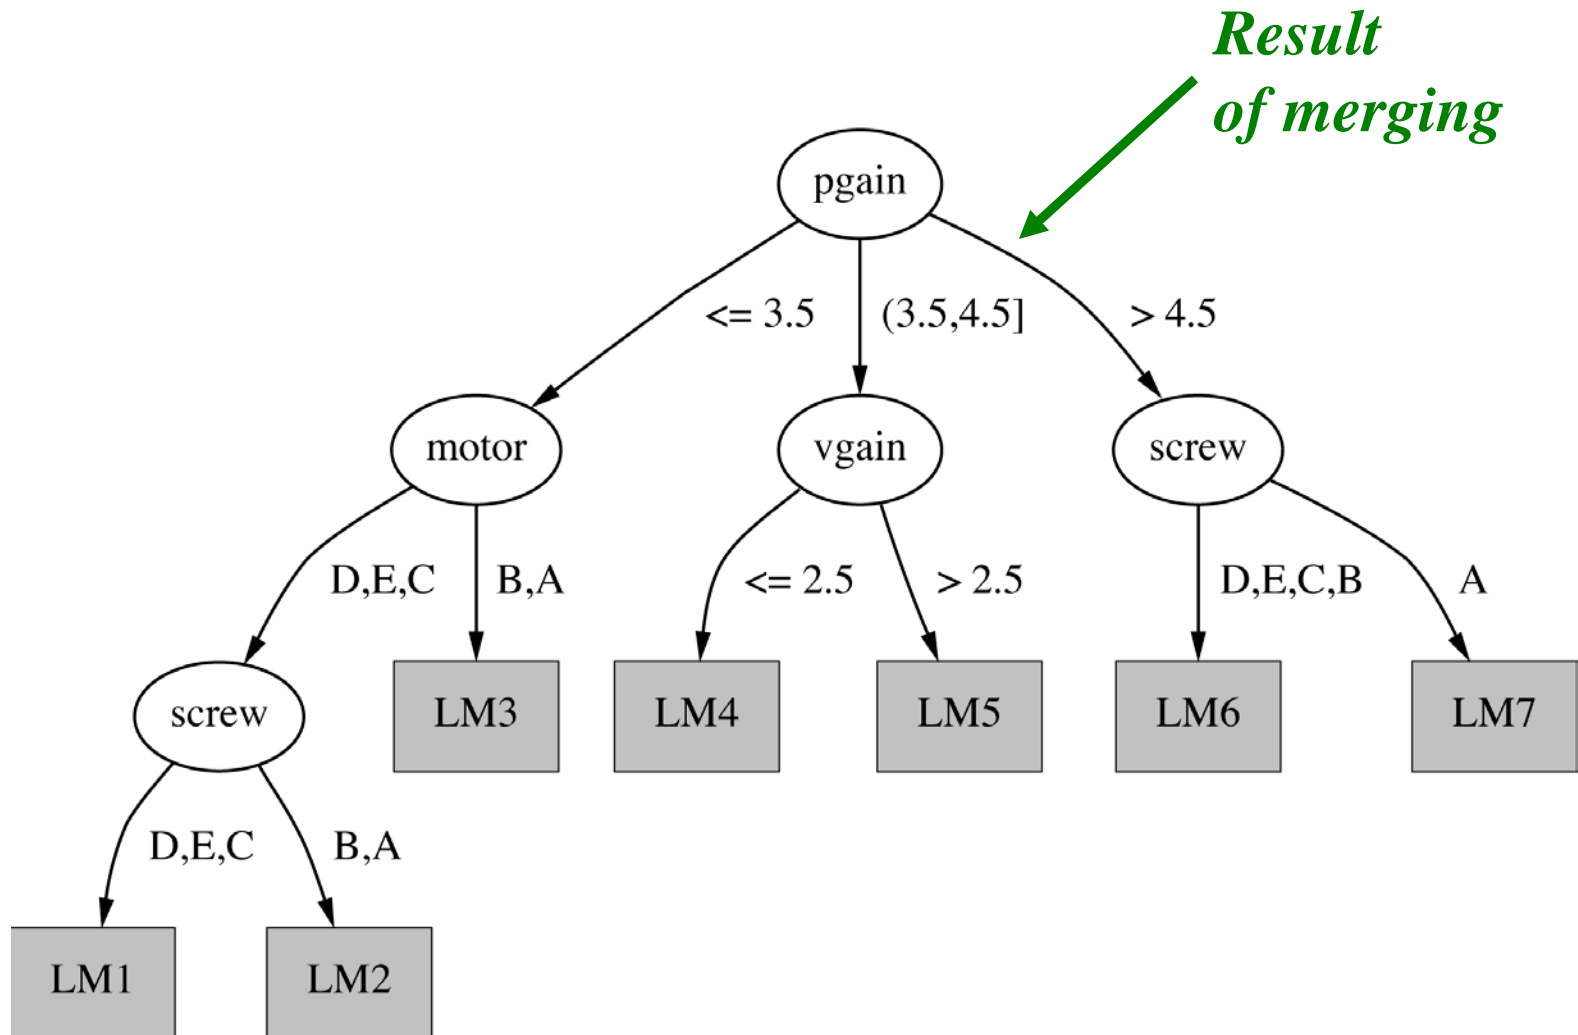 Result
of merging
pgain
<= 3.5
(3.5,4.5]
> 4.5
motor
vgain
screw
D,E,C
B,A
<= 2.5
> 2.5
D,E,C,B
A
screw
LM3
LM4
LM5
LM6
LM7
D,E,C
B,A
LM1
LM2